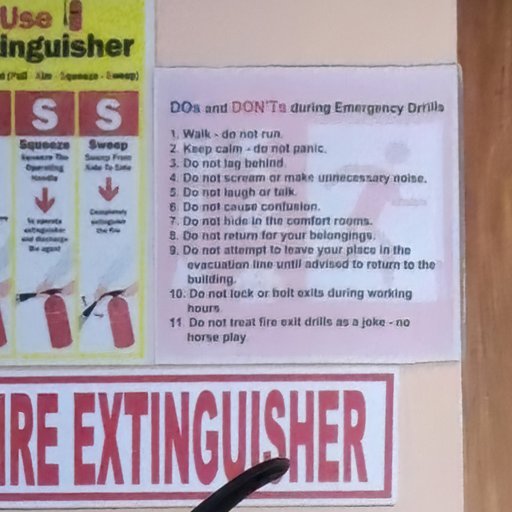 Use
inguisher
S S
Squeeze Sweep
Squeeze The
Operating
Handle
Sweep From
Side To Side
to operate
extinguisher
and discharge
the agent
Completely
extinguish
the fire
DOs and DON'Ts during Emergency Drills
1. Walk - do not run.
2. Keep calm - do not panic.
3. Do not lag behind.
4. Do not scream or make unnecessary noise.
5. Do not laugh or talk.
6. Do not cause confusion.
7. Do not hide in the comfort rooms.
8. Do not return for your belongings.
9. Do not attempt to leave your place in the
evacuation line until advised to return to the
building.
10. Do not lock or bolt exits during working
hours.
11. Do not treat fire exit drills as a joke - no
horse play.
IRE EXTINGUISHER